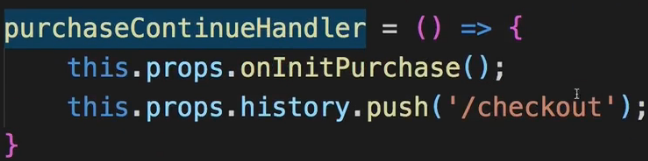 purchaseContinueHandler = () => {
    this.props.onInitPurchase();
    this.props.history.push('/checkout');
}